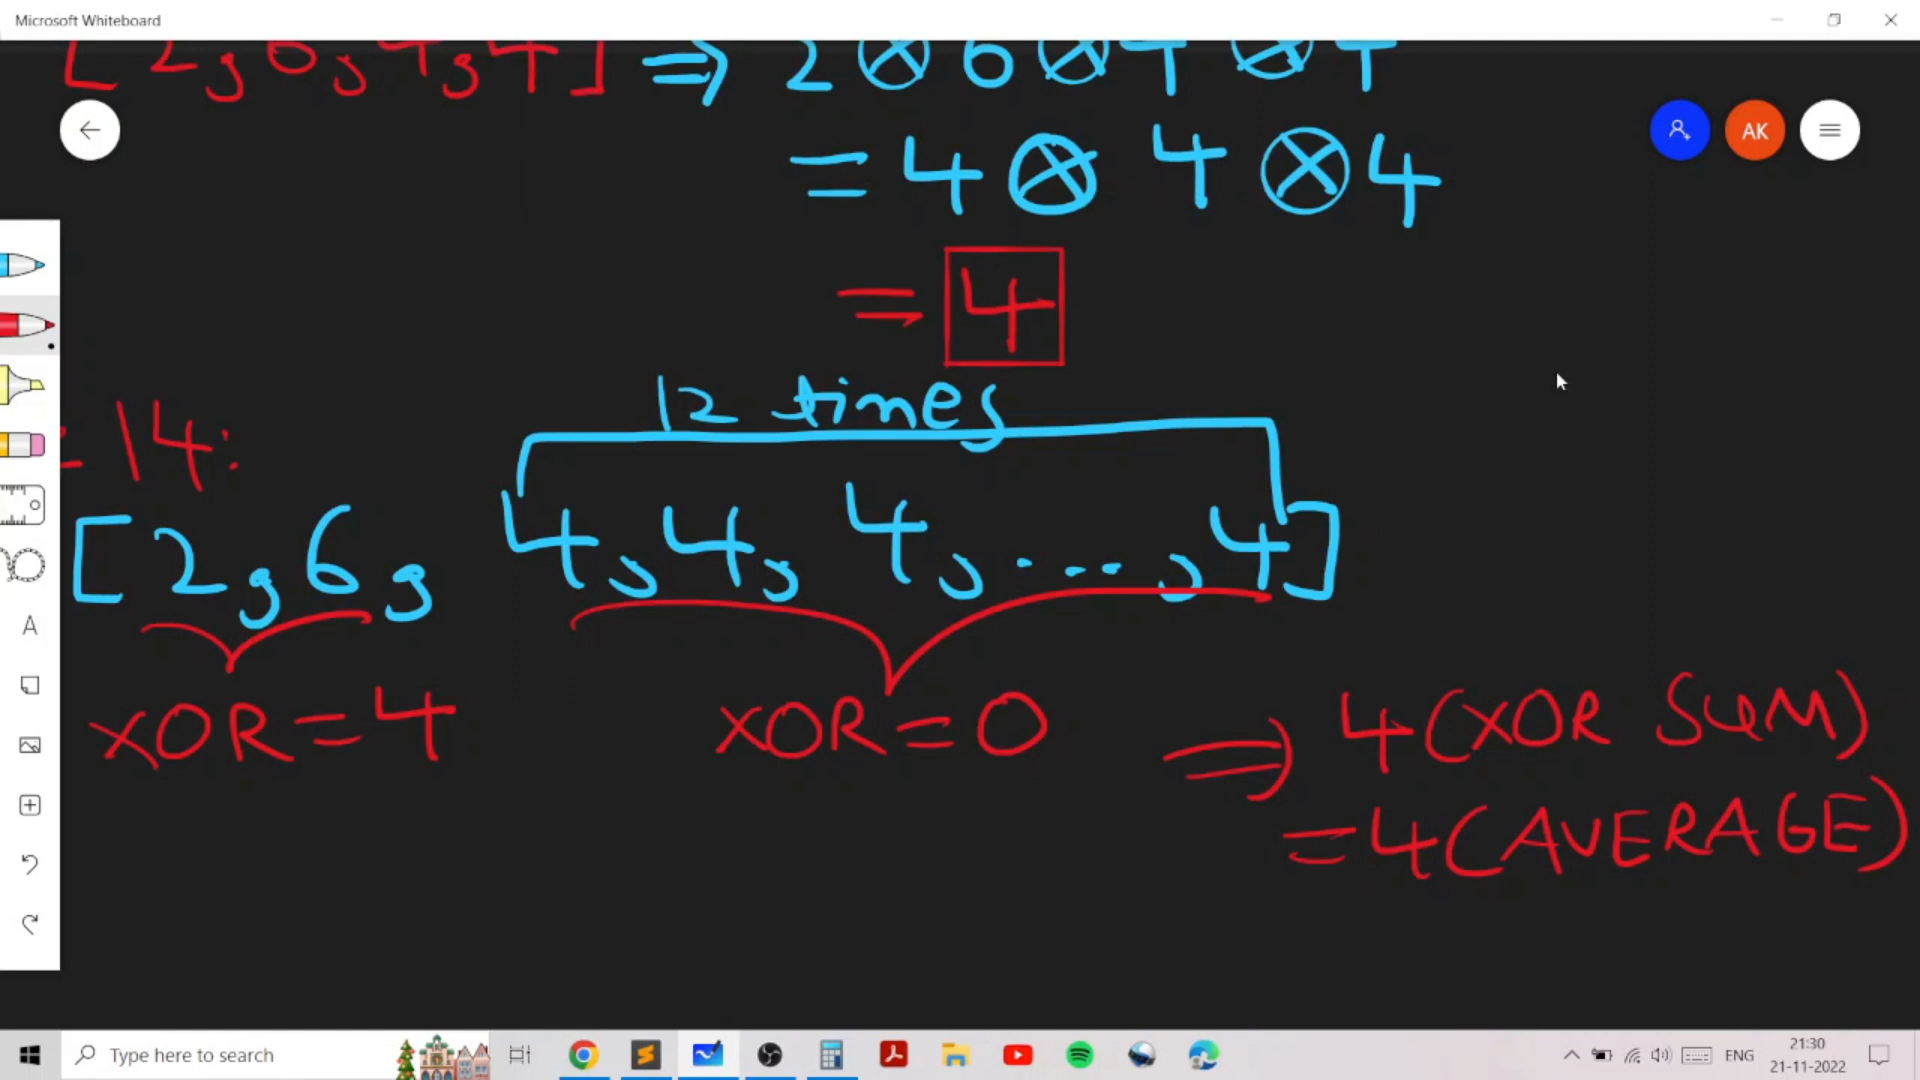 Microsoft Whiteboard
[2,6,4,4] ⇒ 2 ⊗ 6 ⊗ 4 ⊗ 4
= 4 ⊗ 4 ⊗ 4
AK
= 4
12 times
= 14:
[2,6, 4,4,4,...,4]
XOR=4
XOR=0
⇒ 4(XOR SUM)
=4(AVERAGE)
A
Type here to search
ENG
21:30
21-11-2022